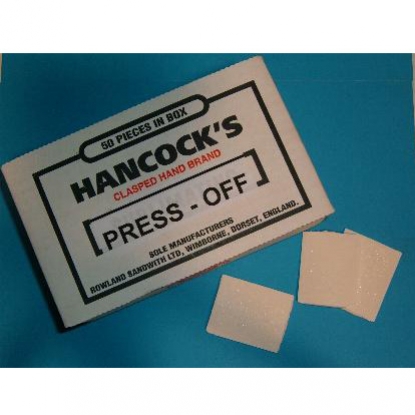 50 PIECES IN BOX
HANCOCK'S
CLASPED HAND BRAND
PRESS - OFF
SOLE MANUFACTURERS
ROWLAND SANDWITH LTD, WIMBORNE, DORSET, ENGLAND.